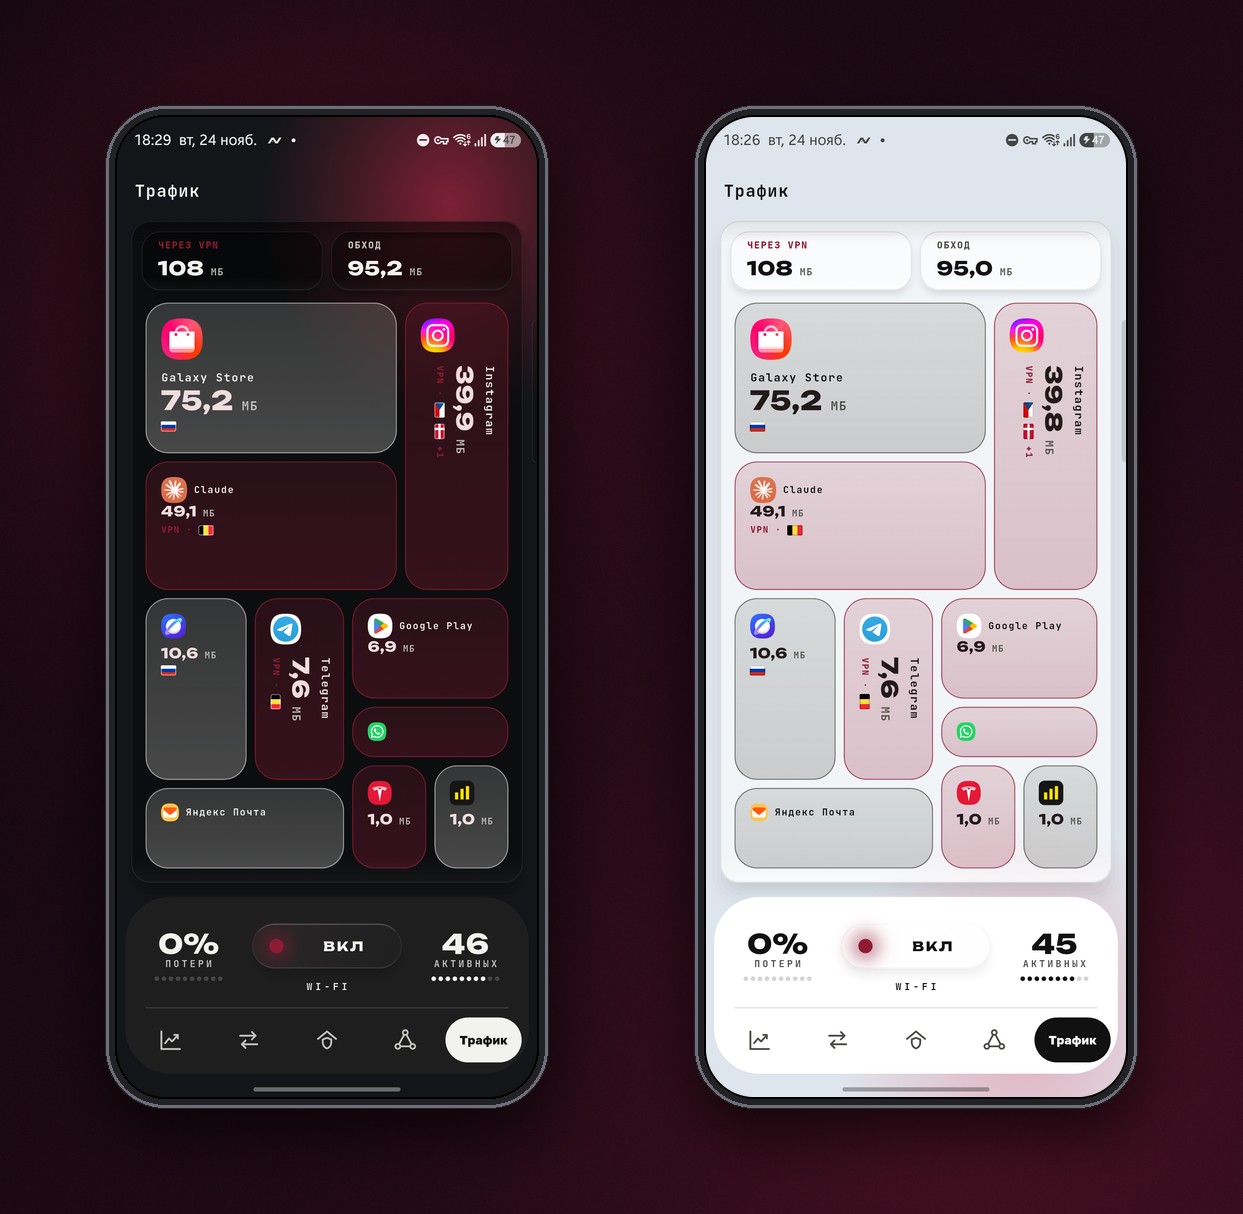 18:29 вт, 24 нояб.
47
Трафик
ЧЕРЕЗ VPN
108 МБ
ОБХОД
95,2 МБ
Galaxy Store
75,2 МБ
Instagram
39,9 МБ
VPN · +1
Claude
49,1 МБ
VPN ·
10,6 МБ
Telegram
7,6 МБ
VPN ·
Google Play
6,9 МБ
Яндекс Почта
1,0 МБ
1,0 МБ
0%
ПОТЕРИ
ВКЛ
WI-FI
46
АКТИВНЫХ
Трафик
18:26 вт, 24 нояб.
47
Трафик
ЧЕРЕЗ VPN
108 МБ
ОБХОД
95,0 МБ
Galaxy Store
75,2 МБ
Instagram
39,8 МБ
VPN · +1
Claude
49,1 МБ
VPN ·
10,6 МБ
Telegram
7,6 МБ
VPN ·
Google Play
6,9 МБ
Яндекс Почта
1,0 МБ
1,0 МБ
0%
ПОТЕРИ
ВКЛ
WI-FI
45
АКТИВНЫХ
Трафик